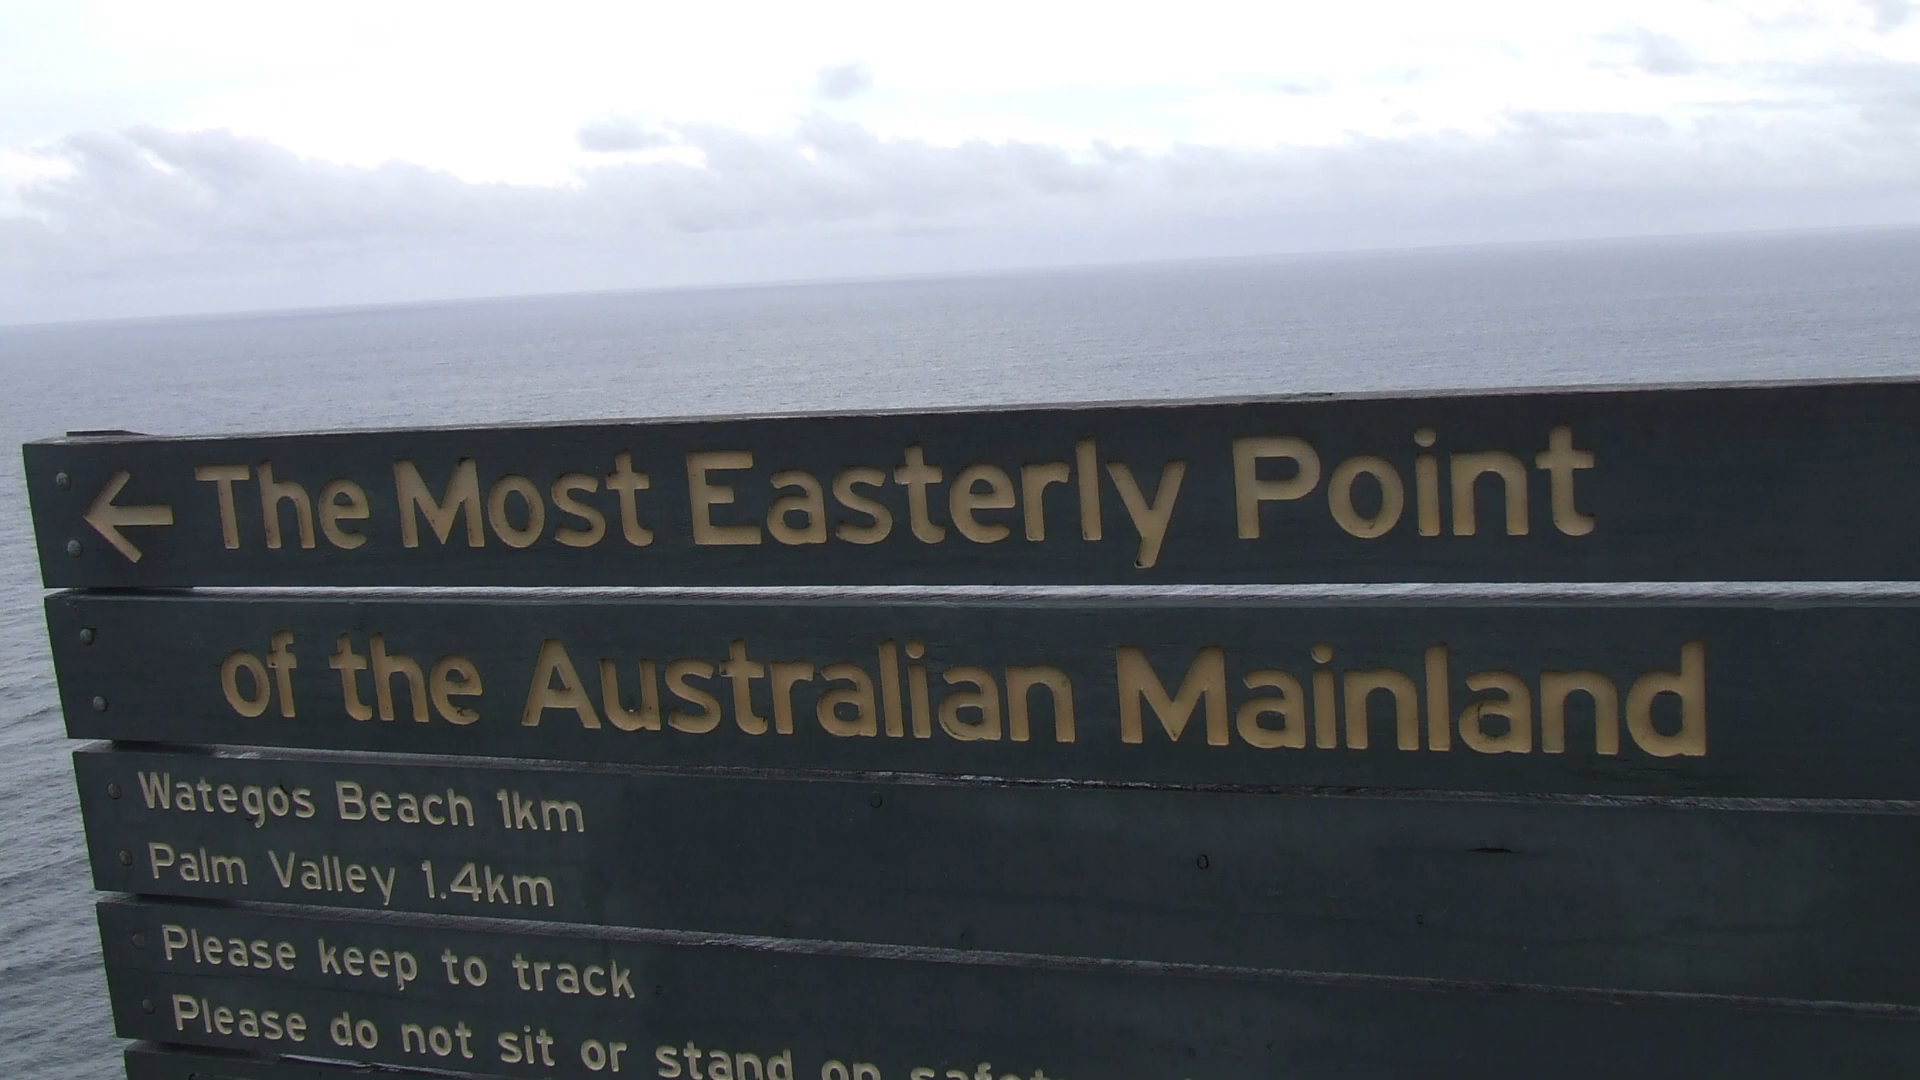 ← The Most Easterly Point
of the Australian Mainland
Wategos Beach 1km
Palm Valley 1.4km
Please keep to track
Please do not sit or stand on